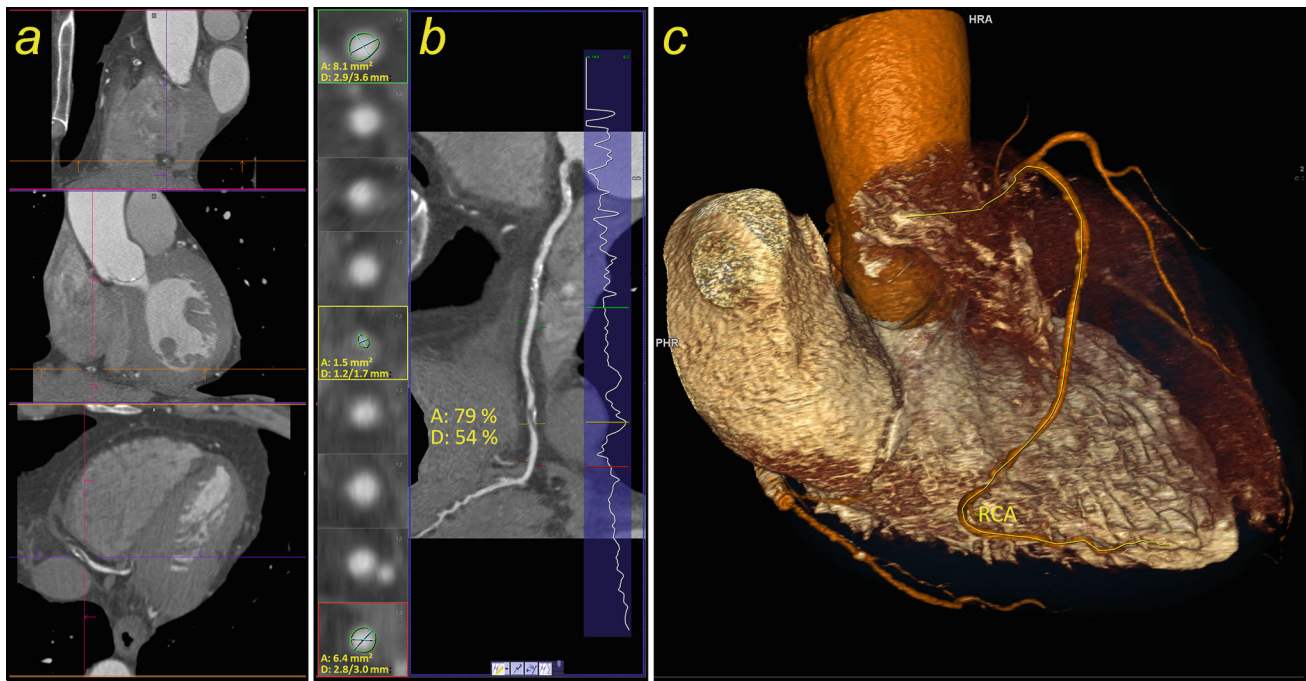 a
b
c
A: 8.1 mm²
D: 2.9/3.6 mm
A: 1.5 mm²
D: 1.2/1.7 mm
A: 79 %
D: 54 %
A: 6.4 mm²
D: 2.8/3.0 mm
HRA
PHR
RCA